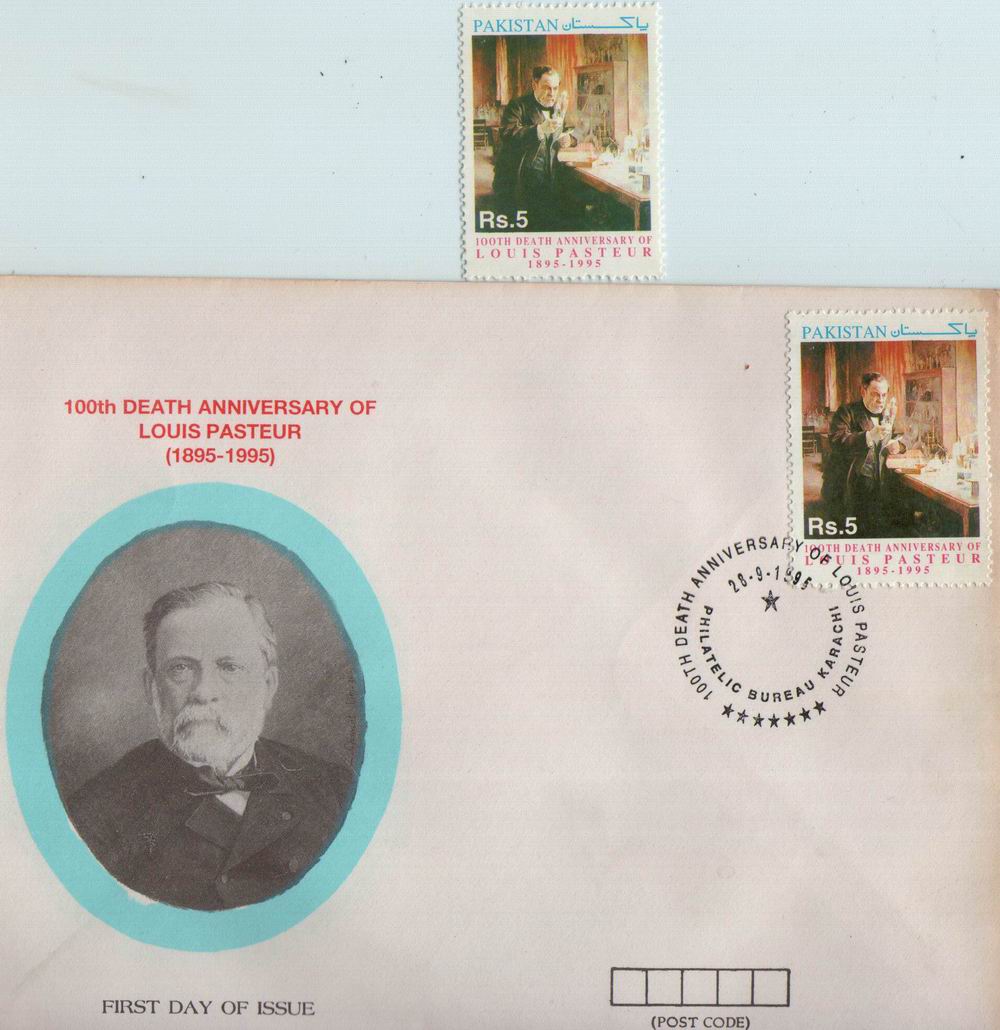 PAKISTAN پاکستان
Rs.5
100TH DEATH ANNIVERSARY OF
LOUIS PASTEUR
1895-1995
PAKISTAN پاکستان
Rs.5
100TH DEATH ANNIVERSARY OF
LOUIS PASTEUR
1895-1995
100th DEATH ANNIVERSARY OF
LOUIS PASTEUR
(1895-1995)
100TH DEATH ANNIVERSARY OF LOUIS PASTEUR
28-9-1995
PHILATELIC BUREAU KARACHI
FIRST DAY OF ISSUE
(POST CODE)